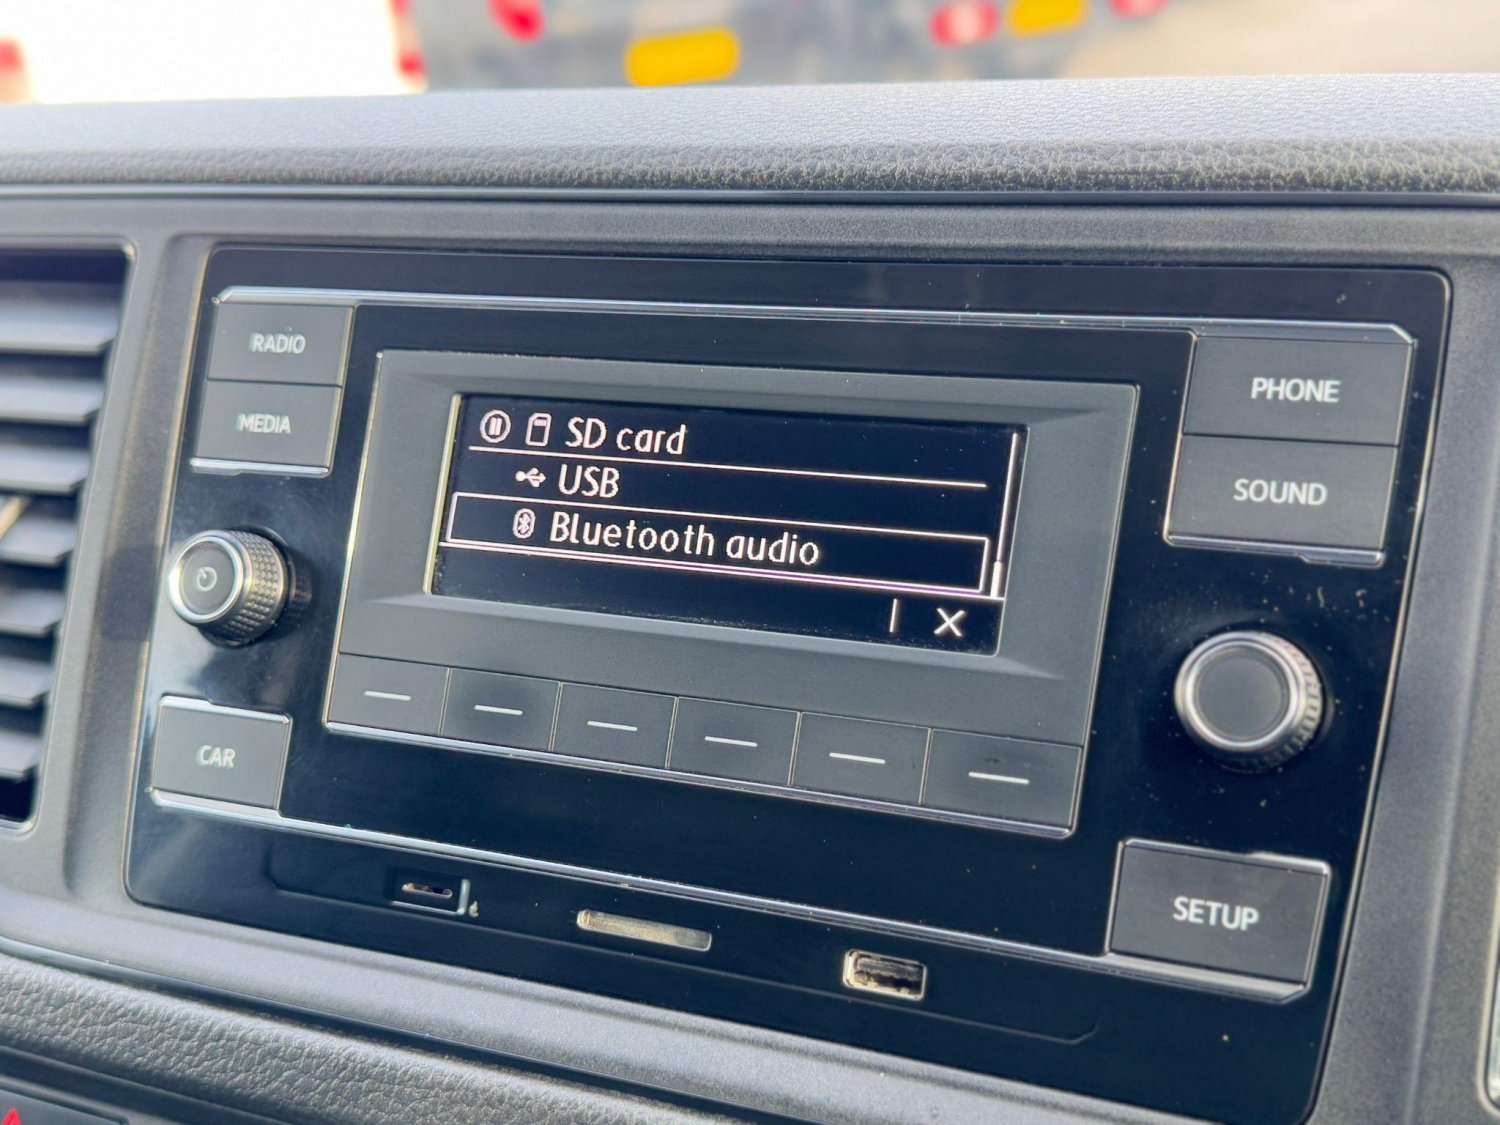 RADIO
MEDIA
SD card
USB
Bluetooth audio
PHONE
SOUND
CAR
SETUP